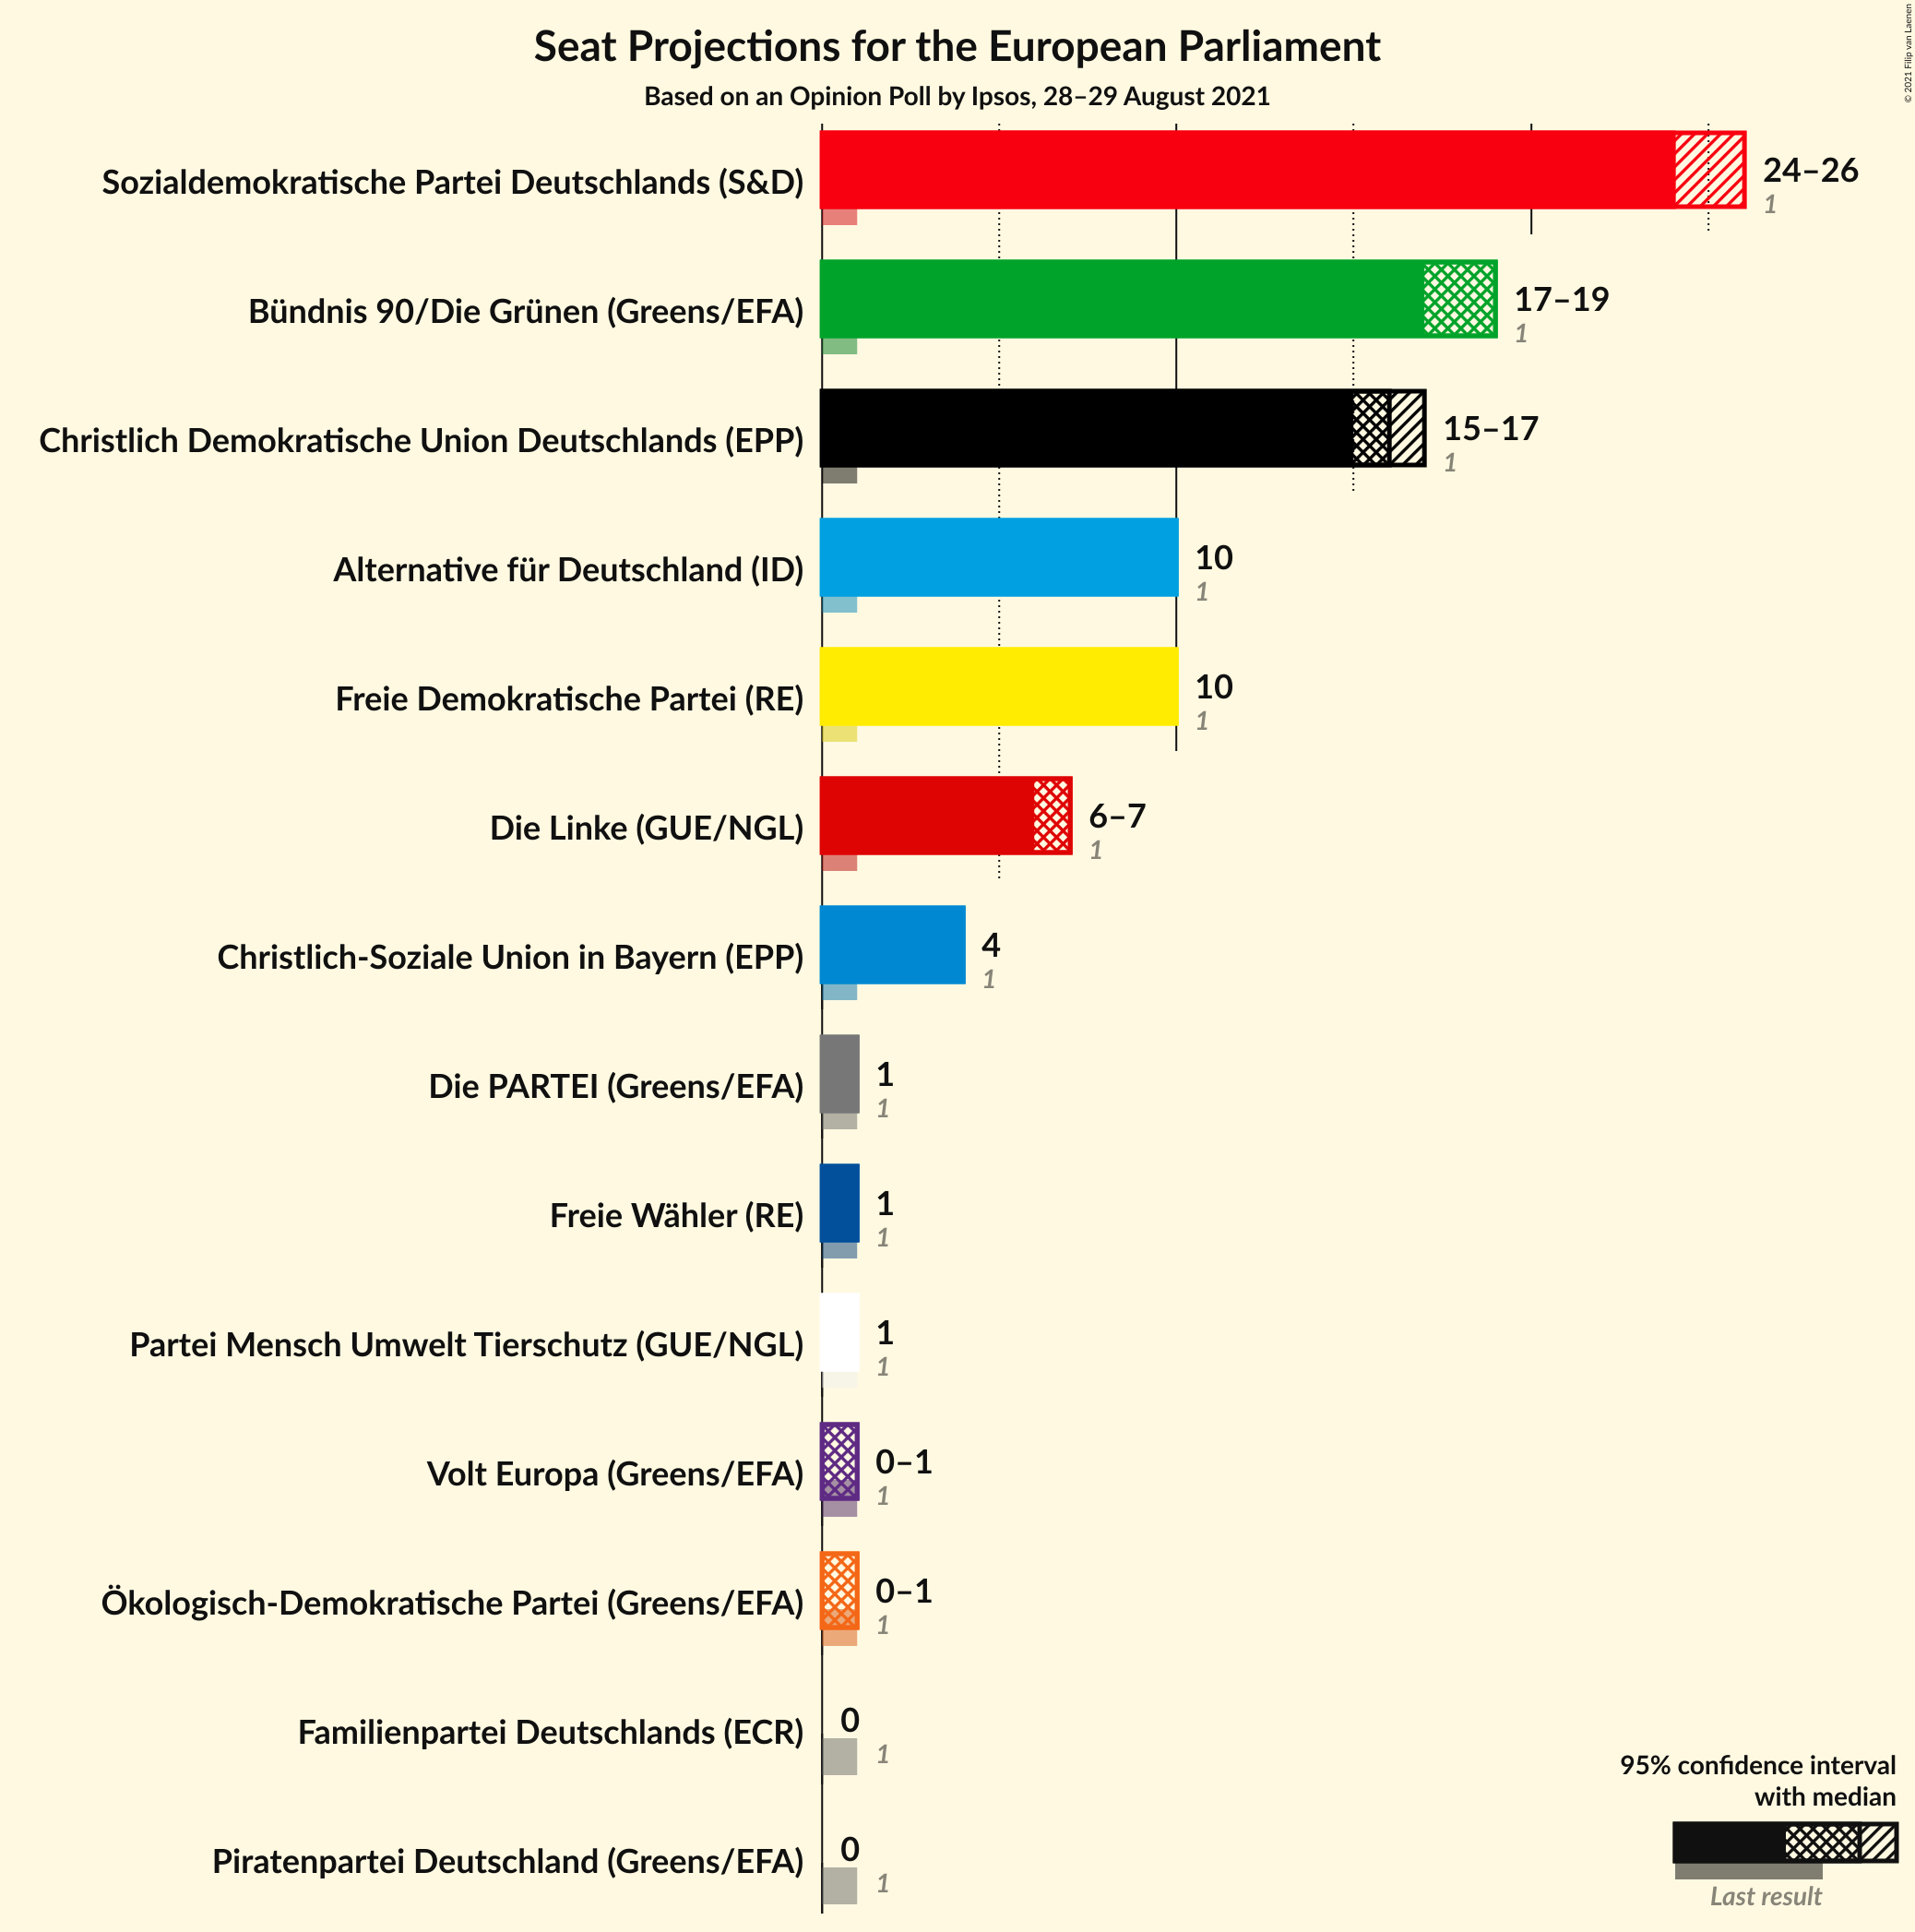 Seat Projections for the European Parliament
Based on an Opinion Poll by Ipsos, 28–29 August 2021
© 2021 Filip van Laenen
Sozialdemokratische Partei Deutschlands (S&D)
24–26
1
Bündnis 90/Die Grünen (Greens/EFA)
17–19
1
Christlich Demokratische Union Deutschlands (EPP)
15–17
1
Alternative für Deutschland (ID)
10
1
Freie Demokratische Partei (RE)
10
1
Die Linke (GUE/NGL)
6–7
1
Christlich-Soziale Union in Bayern (EPP)
4
1
Die PARTEI (Greens/EFA)
1
1
Freie Wähler (RE)
1
1
Partei Mensch Umwelt Tierschutz (GUE/NGL)
1
1
Volt Europa (Greens/EFA)
0–1
1
Ökologisch-Demokratische Partei (Greens/EFA)
0–1
1
Familienpartei Deutschlands (ECR)
0
1
Piratenpartei Deutschland (Greens/EFA)
0
1
95% confidence interval
with median
Last result